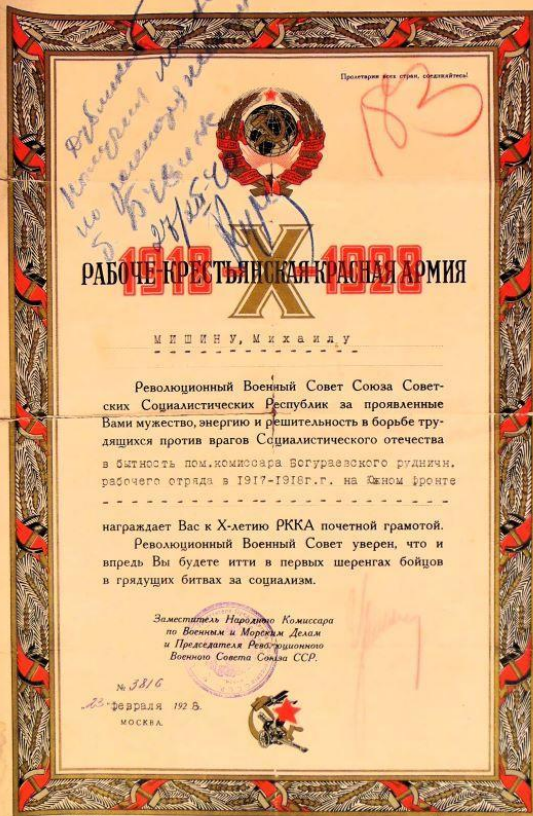 Пролетарии всех стран, соединяйтесь!
183
27/XII-40
1918 X 1928
РАБОЧЕ-КРЕСТЬЯНСКАЯ КРАСНАЯ АРМИЯ
МИШИНУ, Михаилу
Революционный Военный Совет Союза Совет-
ских Социалистических Республик за проявленные
Вами мужество, энергию и решительность в борьбе тру-
дящихся против врагов Социалистического отечества
в бытность пом.комиссара Богураевского рудничн.
рабочего отряда в 1917-1918г.г. на Южном фронте
награждает Вас к X-летию РККА почетной грамотой.
Революционный Военный Совет уверен, что и
впредь Вы будете итти в первых шеренгах бойцов
в грядущих битвах за социализм.
Заместитель Народного Комиссара
по Военным и Морским Делам
и Председателя Революционного
Военного Совета Союза ССР.
№ 3816
23 февраля 1928.
МОСКВА.